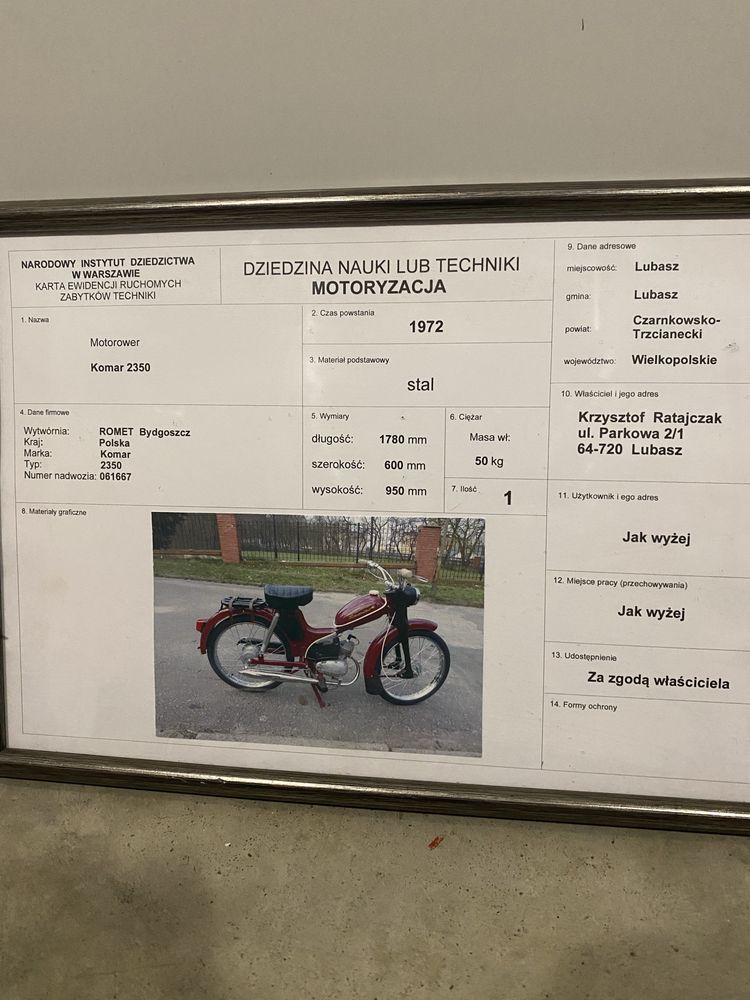 NARODOWY INSTYTUT DZIEDZICTWA
W WARSZAWIE
KARTA EWIDENCJI RUCHOMYCH
ZABYTKÓW TECHNIKI
DZIEDZINA NAUKI LUB TECHNIKI
MOTORYZACJA
1. Nazwa
Motorower
Komar 2350
2. Czas powstania
1972
3. Materiał podstawowy
stal
4. Dane firmowe
Wytwórnia: ROMET Bydgoszcz
Kraj: Polska
Marka: Komar
Typ: 2350
Numer nadwozia: 061667
5. Wymiary
długość: 1780 mm
szerokość: 600 mm
wysokość: 950 mm
6. Ciężar
Masa wł:
50 kg
7. Ilość
1
8. Materiały graficzne
9. Dane adresowe
miejscowość: Lubasz
gmina: Lubasz
powiat: Czarnkowsko-
Trzcianecki
województwo: Wielkopolskie
10. Właściciel i jego adres
Krzysztof Ratajczak
ul. Parkowa 2/1
64-720 Lubasz
11. Użytkownik i ego adres
Jak wyżej
12. Miejsce pracy (przechowywania)
Jak wyżej
13. Udostępnienie
Za zgodą właściciela
14. Formy ochrony